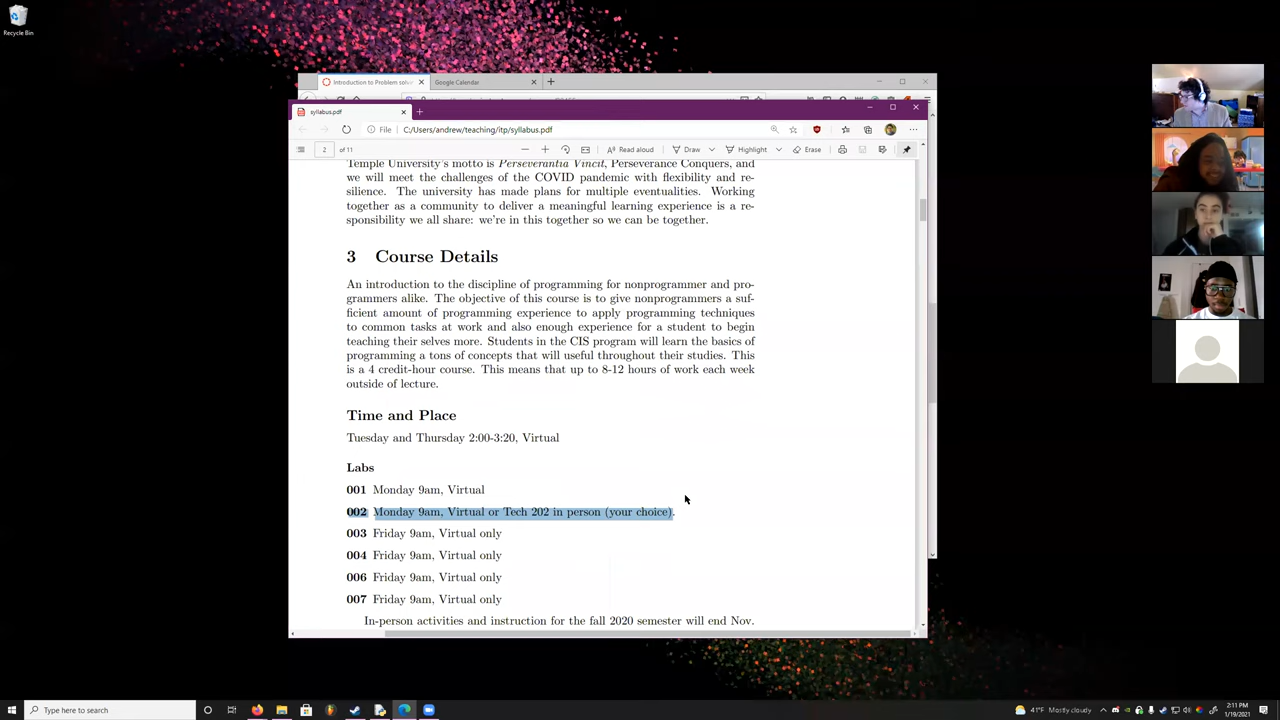 Recycle Bin
Introduction to Problem solv
Google Calendar
syllabus.pdf
File C:/Users/andrew/teaching/itp/syllabus.pdf
2 of 11
Read aloud
Draw
Highlight
Erase
Temple University's motto is Perseverantia Vincit, Perseverance Conquers, and
we will meet the challenges of the COVID pandemic with flexibility and re-
silience. The university has made plans for multiple eventualities. Working
together as a community to deliver a meaningful learning experience is a re-
sponsibility we all share: we're in this together so we can be together.
3 Course Details
An introduction to the discipline of programming for nonprogrammer and pro-
grammers alike. The objective of this course is to give nonprogrammers a suf-
ficient amount of programming experience to apply programming techniques
to common tasks at work and also enough experience for a student to begin
teaching their selves more. Students in the CIS program will learn the basics of
programming a tons of concepts that will useful throughout their studies. This
is a 4 credit-hour course. This means that up to 8-12 hours of work each week
outside of lecture.
Time and Place
Tuesday and Thursday 2:00-3:20, Virtual
Labs
001 Monday 9am, Virtual
002 Monday 9am, Virtual or Tech 202 in person (your choice).
003 Friday 9am, Virtual only
004 Friday 9am, Virtual only
006 Friday 9am, Virtual only
007 Friday 9am, Virtual only
In-person activities and instruction for the fall 2020 semester will end Nov.
Type here to search
41°F Mostly cloudy
2:11 PM
1/19/2021